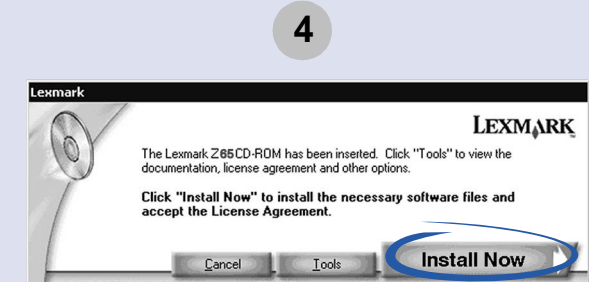 4
Lexmark
LEXMARK
The Lexmark Z65 CD-ROM has been inserted. Click "Tools" to view the
documentation, license agreement and other options.
Click "Install Now" to install the necessary software files and
accept the License Agreement.
Cancel
Tools
Install Now